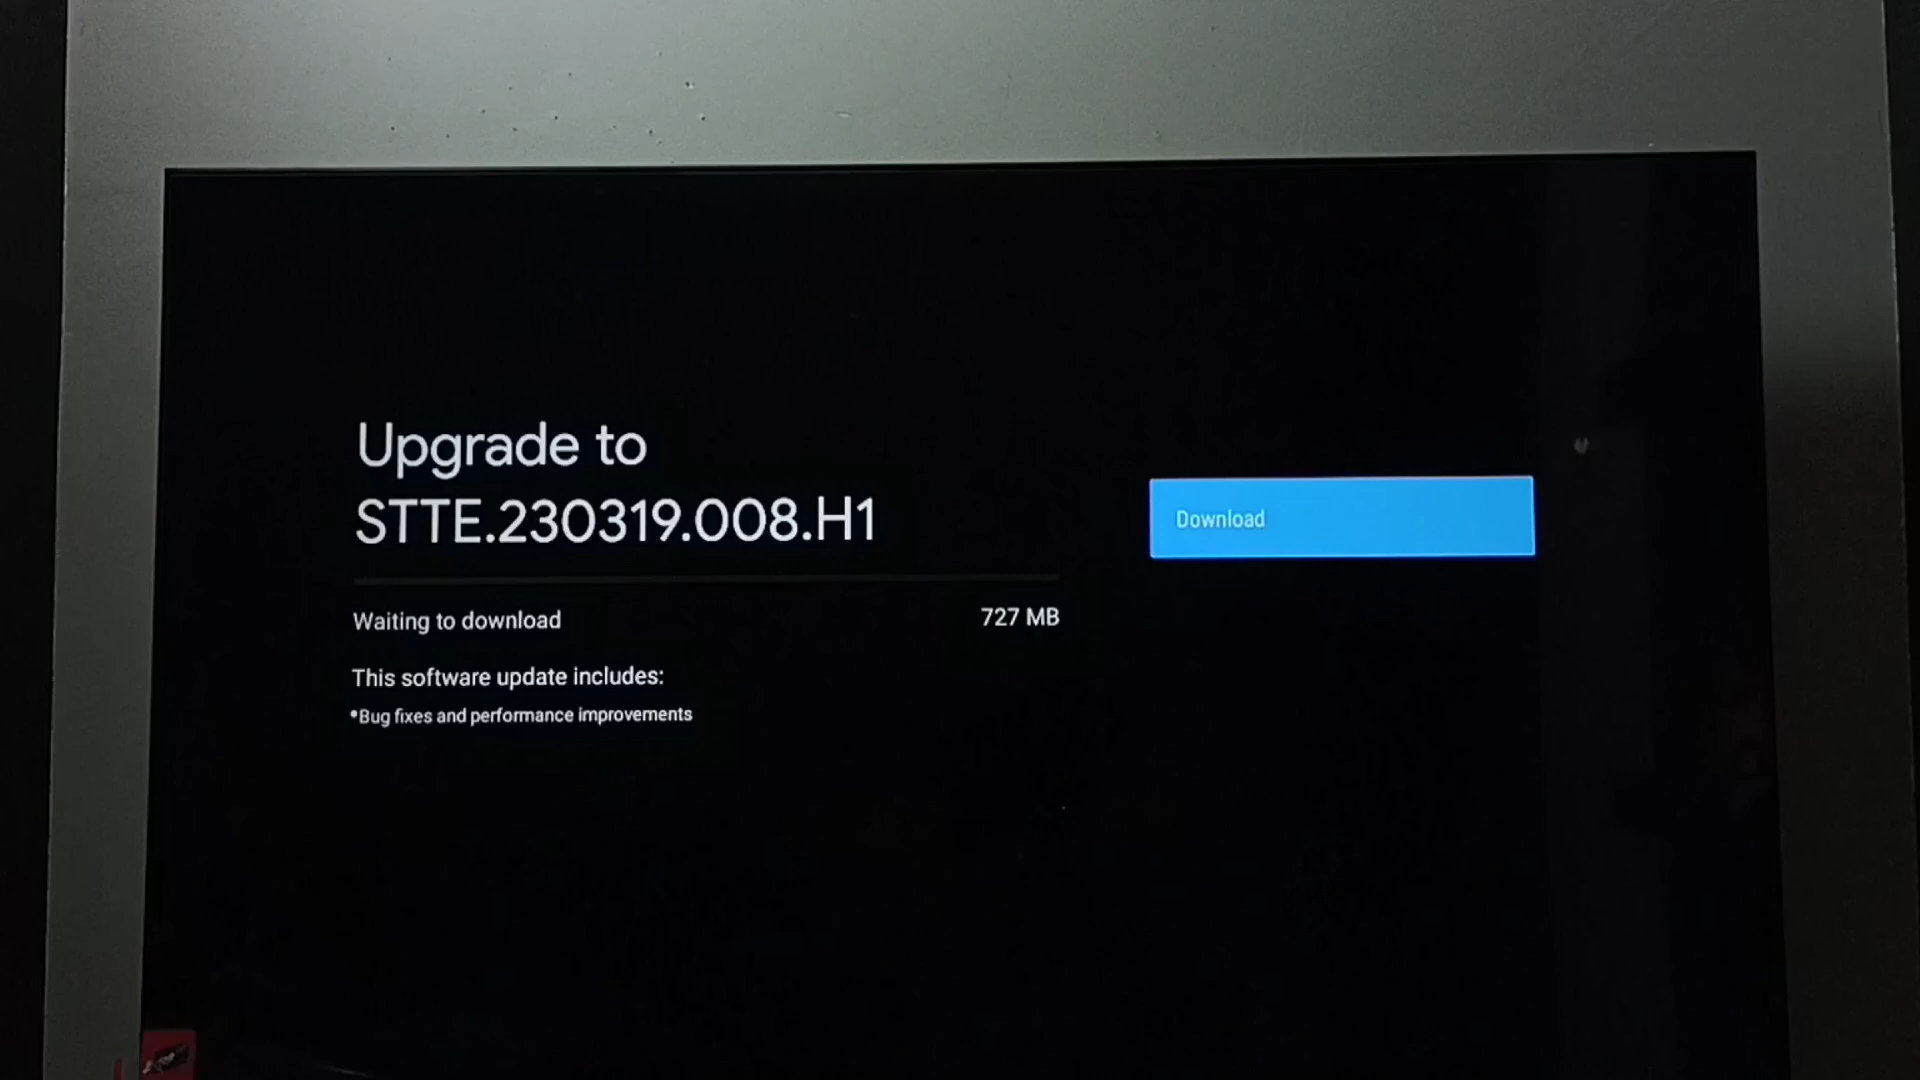 Upgrade to
STTE.230319.008.H1
Download
Waiting to download 727 MB
This software update includes:
*Bug fixes and performance improvements